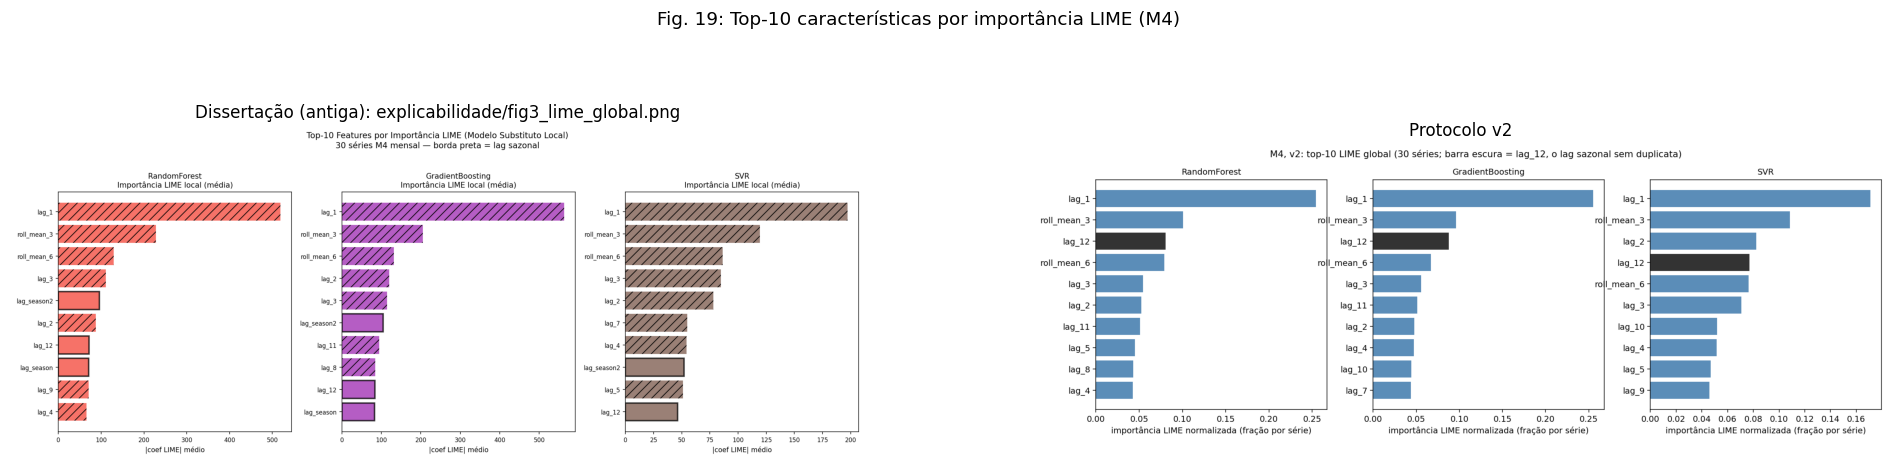 Fig. 19: Top-10 características por importância LIME (M4)
Dissertação (antiga): explicabilidade/fig3_lime_global.png
Top-10 Features por Importância LIME (Modelo Substituto Local)
30 séries M4 mensal — borda preta = lag sazonal
RandomForest
Importância LIME local (média)
lag_1
roll_mean_3
roll_mean_6
lag_3
lag_season2
lag_2
lag_12
lag_season
lag_9
lag_4
0 100 200 300 400 500
|coef LIME| médio
GradientBoosting
Importância LIME local (média)
lag_1
roll_mean_3
roll_mean_6
lag_2
lag_3
lag_season2
lag_11
lag_8
lag_12
lag_season
0 100 200 300 400 500
|coef LIME| médio
SVR
Importância LIME local (média)
lag_1
roll_mean_3
roll_mean_6
lag_3
lag_2
lag_7
lag_4
lag_season2
lag_5
lag_12
0 25 50 75 100 125 150 175 200
|coef LIME| médio
Protocolo v2
M4, v2: top-10 LIME global (30 séries; barra escura = lag_12, o lag sazonal sem duplicata)
RandomForest
lag_1
roll_mean_3
lag_12
roll_mean_6
lag_3
lag_2
lag_11
lag_5
lag_8
lag_4
0.00 0.05 0.10 0.15 0.20 0.25
importância LIME normalizada (fração por série)
GradientBoosting
lag_1
roll_mean_3
lag_12
roll_mean_6
lag_3
lag_11
lag_2
lag_4
lag_10
lag_7
0.00 0.05 0.10 0.15 0.20 0.25
importância LIME normalizada (fração por série)
SVR
lag_1
roll_mean_3
lag_2
lag_12
roll_mean_6
lag_3
lag_10
lag_4
lag_5
lag_9
0.00 0.02 0.04 0.06 0.08 0.10 0.12 0.14 0.16
importância LIME normalizada (fração por série)